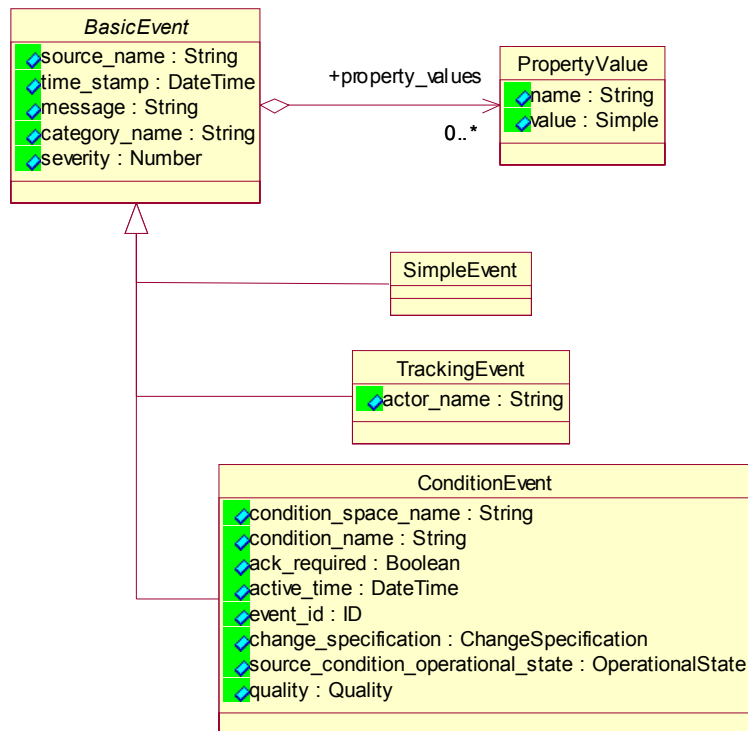 BasicEvent
source_name : String
time_stamp : DateTime
message : String
category_name : String
severity : Number
+property_values
0..*
PropertyValue
name : String
value : Simple
SimpleEvent
TrackingEvent
actor_name : String
ConditionEvent
condition_space_name : String
condition_name : String
ack_required : Boolean
active_time : DateTime
event_id : ID
change_specification : ChangeSpecification
source_condition_operational_state : OperationalState
quality : Quality